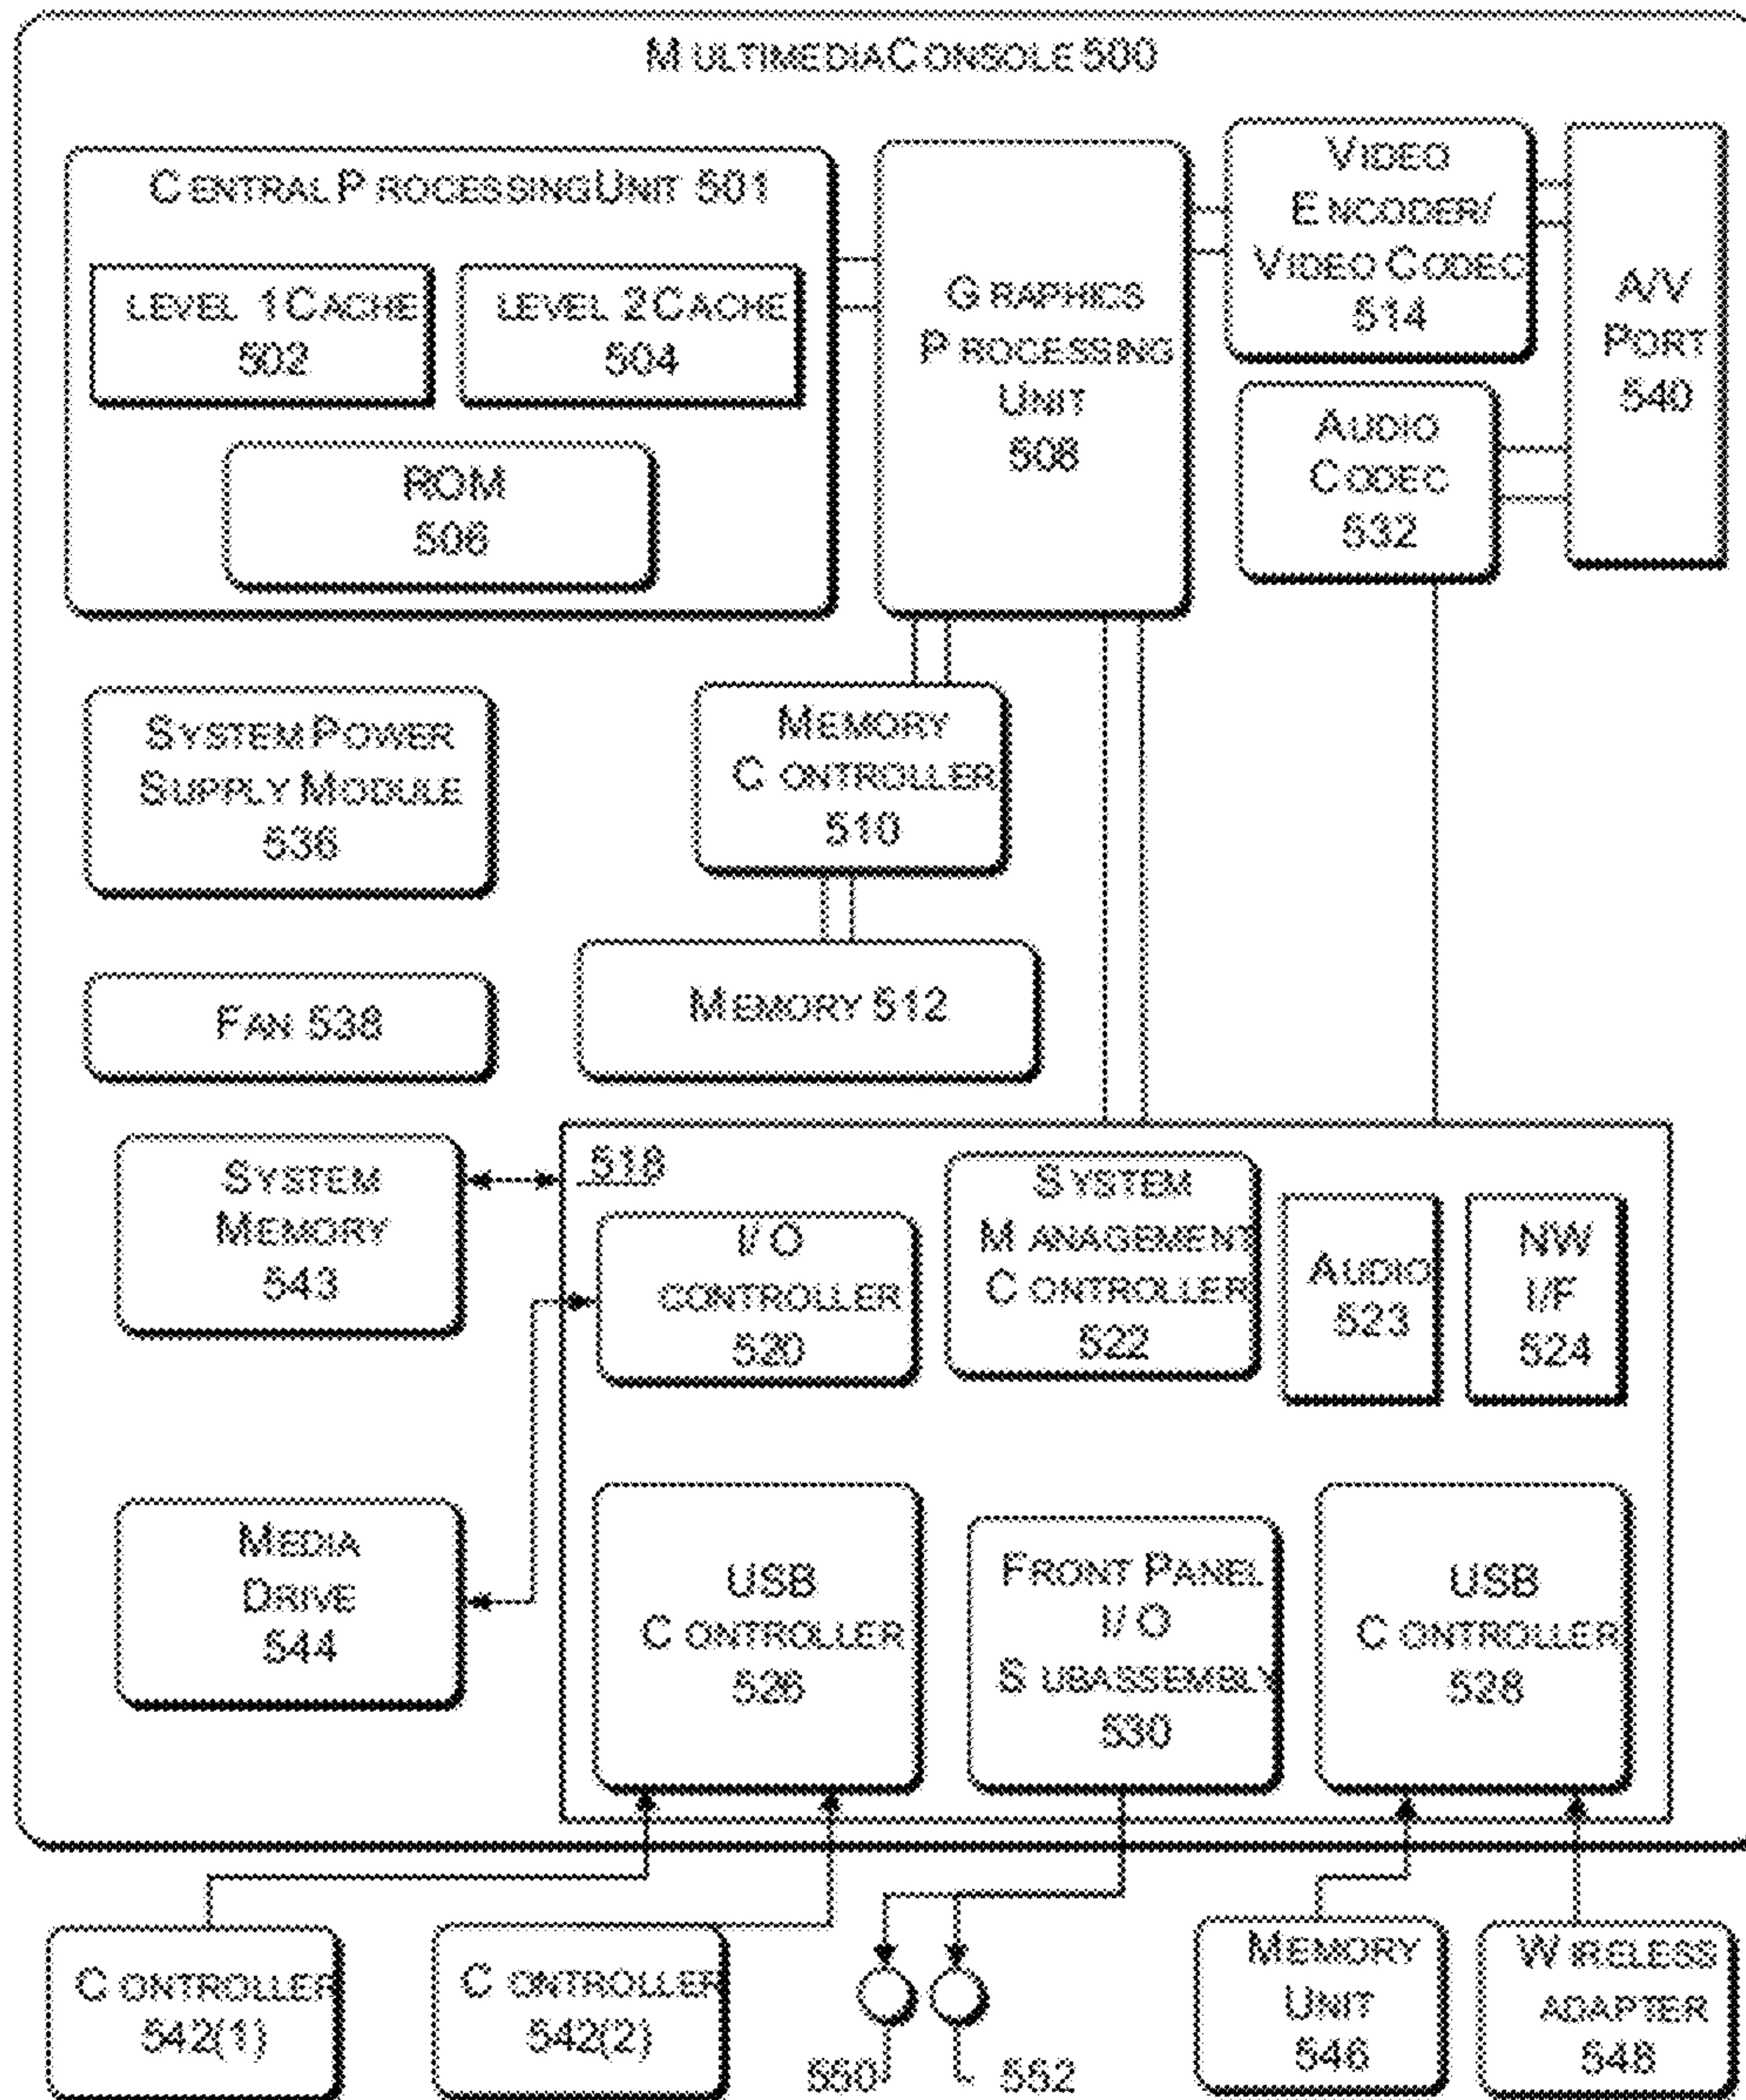 MULTIMEDIA CONSOLE 500
CENTRAL PROCESSING UNIT 501
LEVEL 1 CACHE
502
LEVEL 2 CACHE
504
ROM
506
GRAPHICS
PROCESSING
UNIT
508
VIDEO
ENCODER/
VIDEO CODEC
514
A/V
PORT
540
AUDIO
CODEC
532
SYSTEM POWER
SUPPLY MODULE
536
MEMORY
CONTROLLER
510
FAN 538
MEMORY 512
SYSTEM
MEMORY
543
518
I/O
CONTROLLER
520
SYSTEM
MANAGEMENT
CONTROLLER
522
AUDIO
523
NW
I/F
524
MEDIA
DRIVE
544
USB
CONTROLLER
526
FRONT PANEL
I/O
SUBASSEMBLY
530
USB
CONTROLLER
528
CONTROLLER
542(1)
CONTROLLER
542(2)
550
552
MEMORY
UNIT
546
WIRELESS
ADAPTER
548